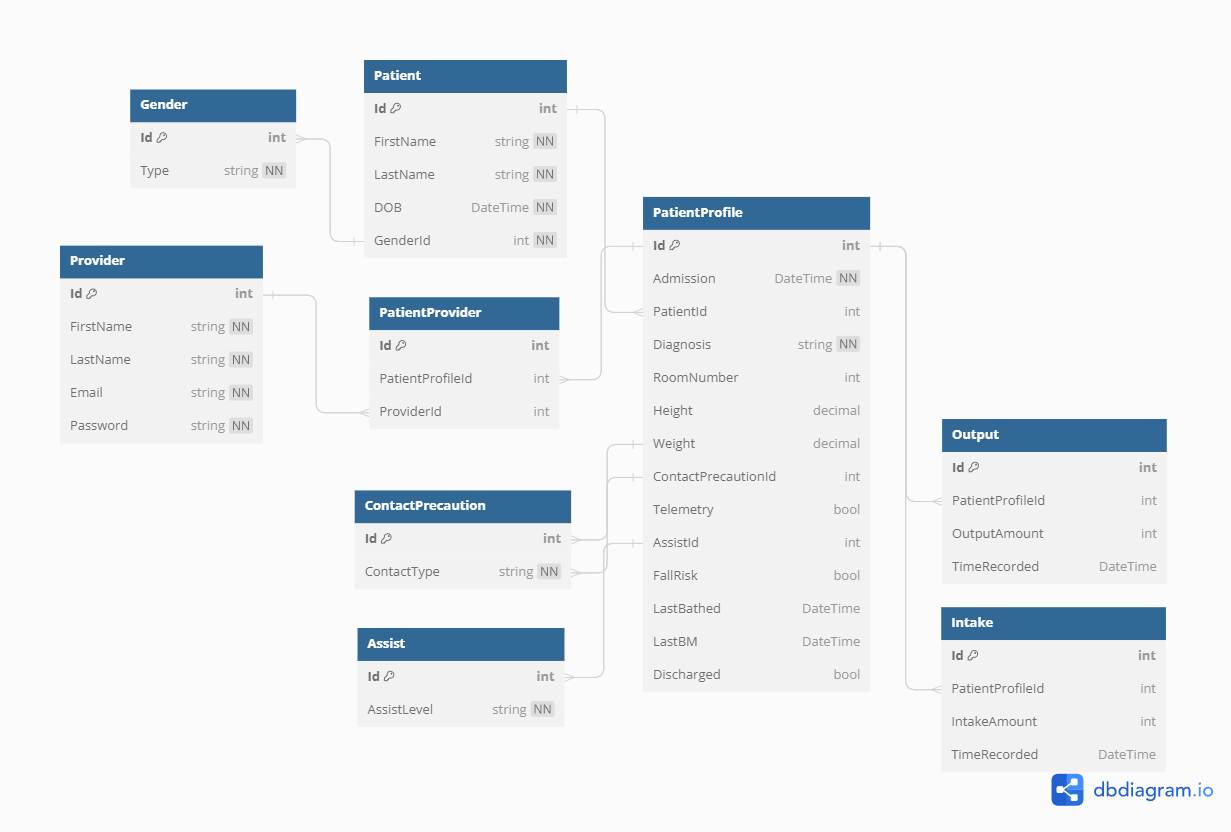 Gender
Id int
Type string NN
Patient
Id int
FirstName string NN
LastName string NN
DOB DateTime NN
GenderId int NN
Provider
Id int
FirstName string NN
LastName string NN
Email string NN
Password string NN
PatientProvider
Id int
PatientProfileId int
ProviderId int
ContactPrecaution
Id int
ContactType string NN
Assist
Id int
AssistLevel string NN
PatientProfile
Id int
Admission DateTime NN
PatientId int
Diagnosis string NN
RoomNumber int
Height decimal
Weight decimal
ContactPrecautionId int
Telemetry bool
AssistId int
FallRisk bool
LastBathed DateTime
LastBM DateTime
Discharged bool
Output
Id int
PatientProfileId int
OutputAmount int
TimeRecorded DateTime
Intake
Id int
PatientProfileId int
IntakeAmount int
TimeRecorded DateTime
dbdiagram.io